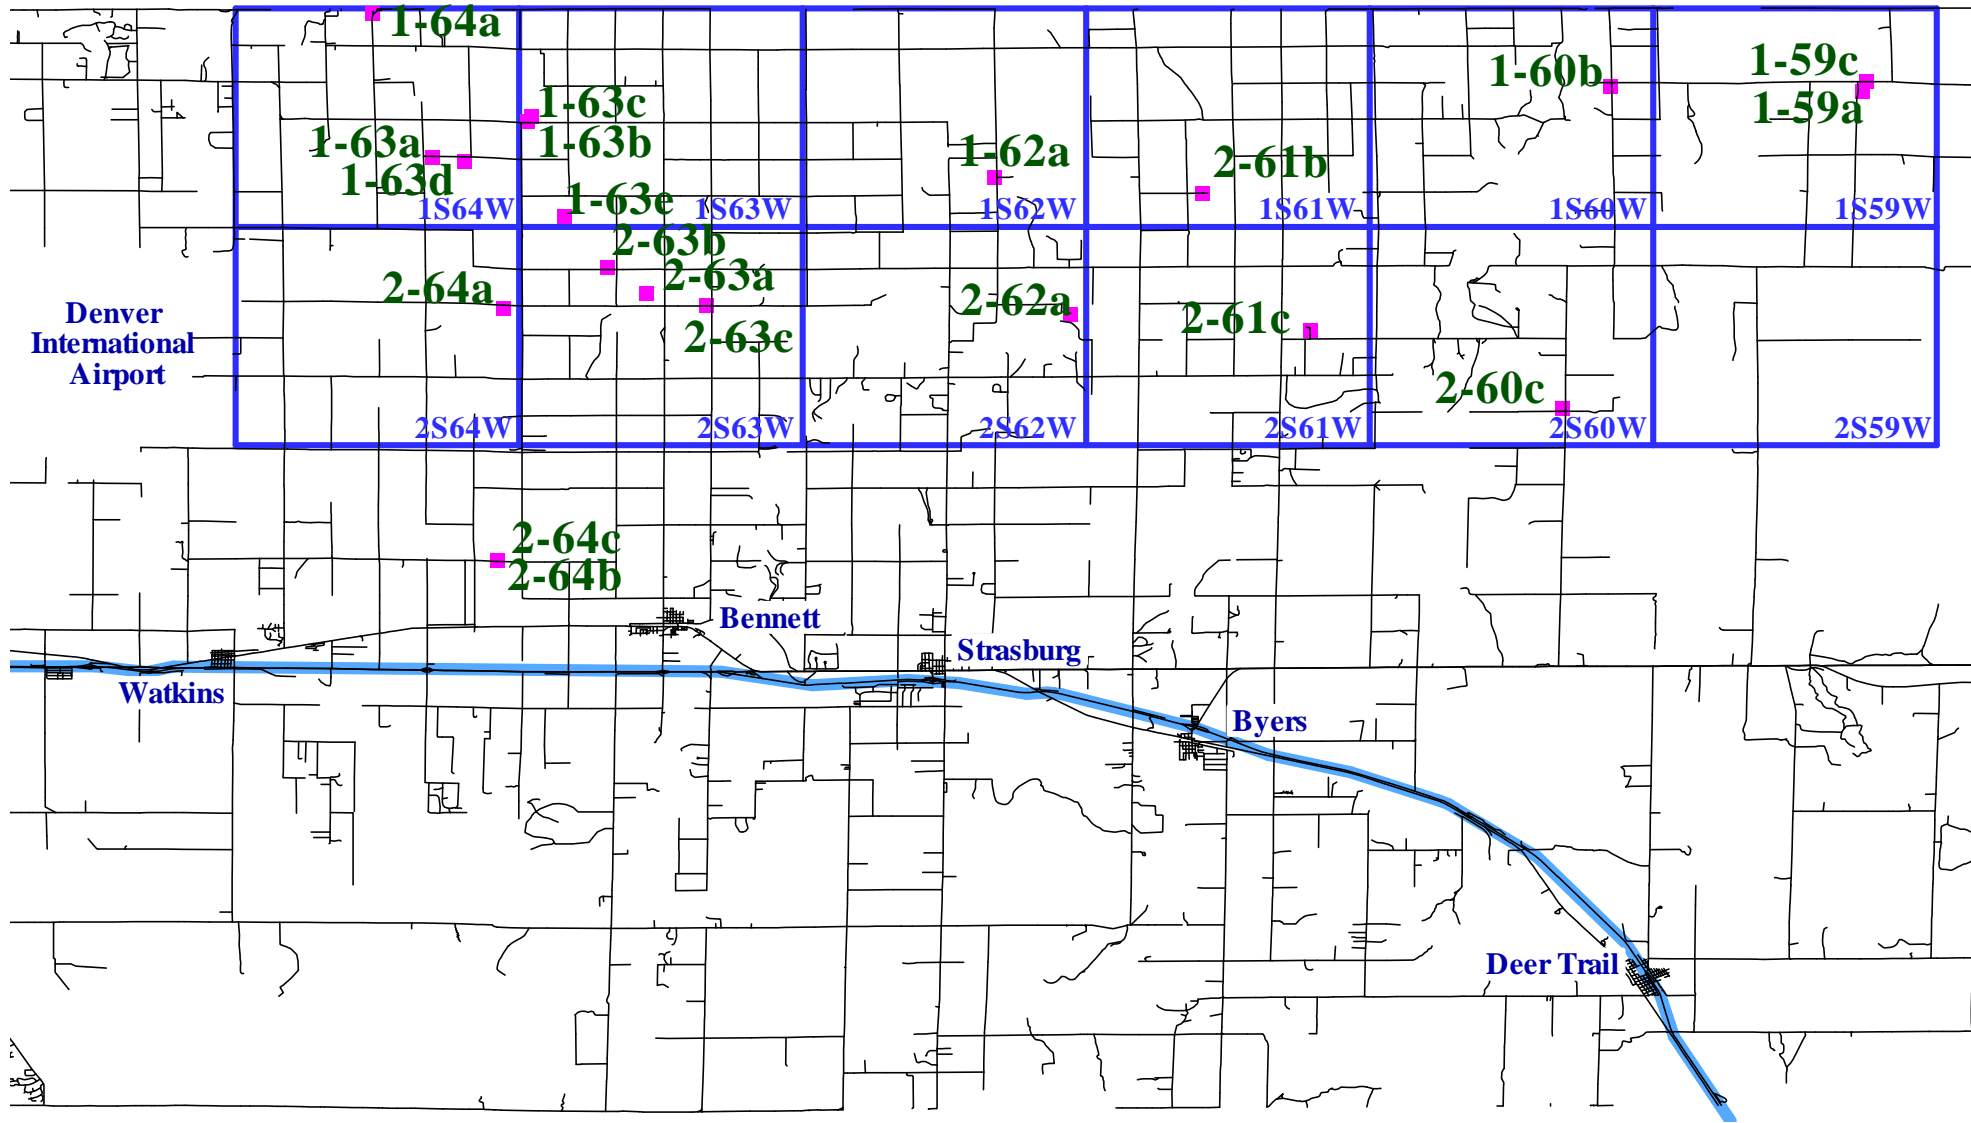 1-64a
1-60b
1-59c
1-59a
1-63c
1-63a
1-63b
1-62a
2-61b
1-63d
1-63e
1S64W
1S63W
1S62W
1S61W
1S60W
1S59W
2-63b
2-63a
2-64a
2-62a
2-61c
2-63c
Denver
International
Airport
2-60c
2S64W
2S63W
2S62W
2S61W
2S60W
2S59W
2-64c
2-64b
Bennett
Strasburg
Watkins
Byers
Deer Trail